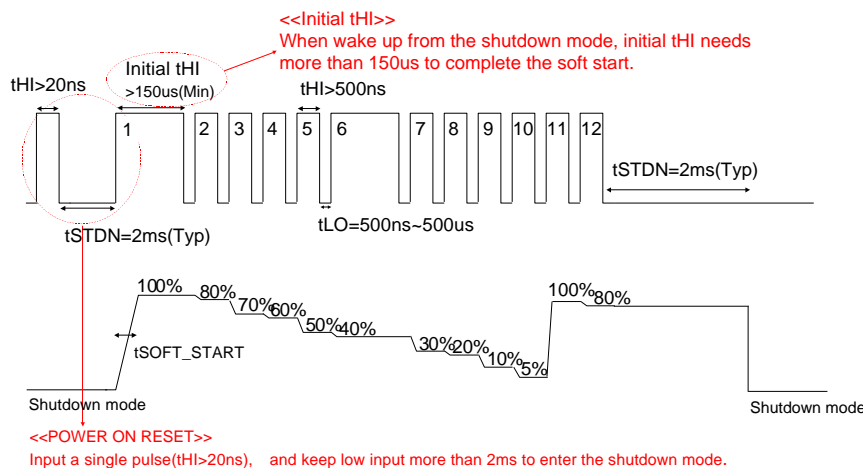 <<Initial tHI>>
When wake up from the shutdown mode, initial tHI needs
more than 150us to complete the soft start.
Initial tHI
>150us(Min)
tHI>20ns
tHI>500ns
1 2 3 4 5 6 7 8 9 10 11 12
tSTDN=2ms(Typ)
tLO=500ns~500us
tSTDN=2ms(Typ)
100% 80% 70% 60% 50% 40% 30% 20% 10% 5% 100% 80%
tSOFT_START
Shutdown mode
Shutdown mode
<<POWER ON RESET>>
Input a single pulse(tHI>20ns), and keep low input more than 2ms to enter the shutdown mode.